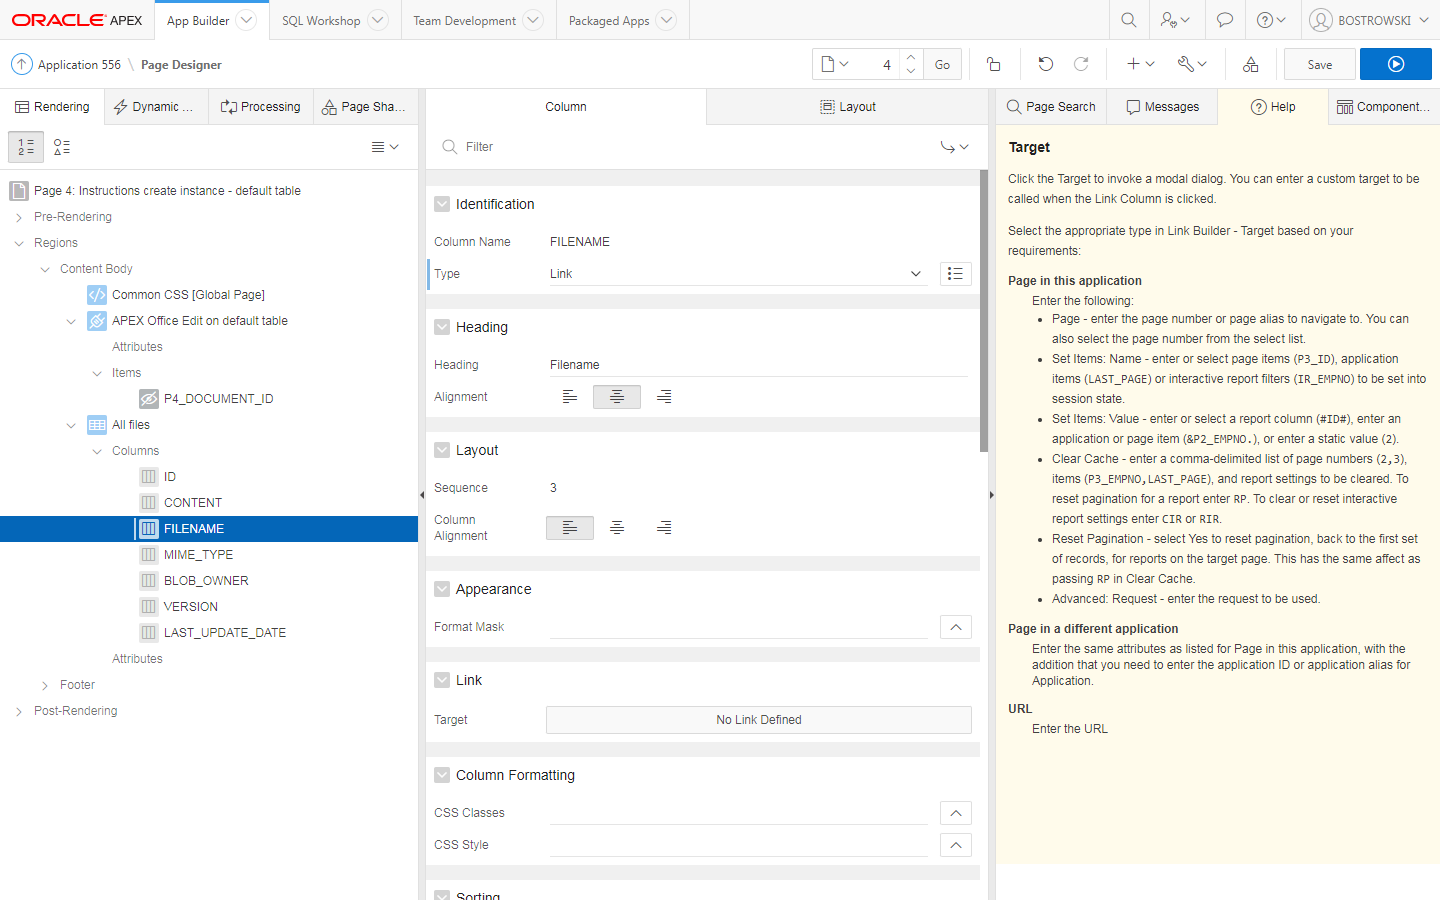 ORACLE APEX
App Builder
SQL Workshop
Team Development
Packaged Apps
BOSTROWSKI
Application 556 \ Page Designer
4
Go
Save
Rendering
Dynamic ...
Processing
Page Sha...
Page 4: Instructions create instance - default table
Pre-Rendering
Regions
Content Body
Common CSS [Global Page]
APEX Office Edit on default table
Attributes
Items
P4_DOCUMENT_ID
All files
Columns
ID
CONTENT
FILENAME
MIME_TYPE
BLOB_OWNER
VERSION
LAST_UPDATE_DATE
Attributes
Footer
Post-Rendering
Column
Layout
Filter
Identification
Column Name FILENAME
Type Link
Heading
Heading Filename
Alignment
Layout
Sequence 3
Column
Alignment
Appearance
Format Mask
Link
Target No Link Defined
Column Formatting
CSS Classes
CSS Style
Sorting
Page Search
Messages
Help
Component...
Target
Click the Target to invoke a modal dialog. You can enter a custom target to be
called when the Link Column is clicked.
Select the appropriate type in Link Builder - Target based on your
requirements:
Page in this application
Enter the following:
• Page - enter the page number or page alias to navigate to. You can
also select the page number from the select list.
• Set Items: Name - enter or select page items (P3_ID), application
items (LAST_PAGE) or interactive report filters (IR_EMPNO) to be set into
session state.
• Set Items: Value - enter or select a report column (#ID#), enter an
application or page item (&P2_EMPNO.), or enter a static value (2).
• Clear Cache - enter a comma-delimited list of page numbers (2,3),
items (P3_EMPNO,LAST_PAGE), and report settings to be cleared. To
reset pagination for a report enter RP. To clear or reset interactive
report settings enter CIR or RIR.
• Reset Pagination - select Yes to reset pagination, back to the first set
of records, for reports on the target page. This has the same affect as
passing RP in Clear Cache.
• Advanced: Request - enter the request to be used.
Page in a different application
Enter the same attributes as listed for Page in this application, with the
addition that you need to enter the application ID or application alias for
Application.
URL
Enter the URL